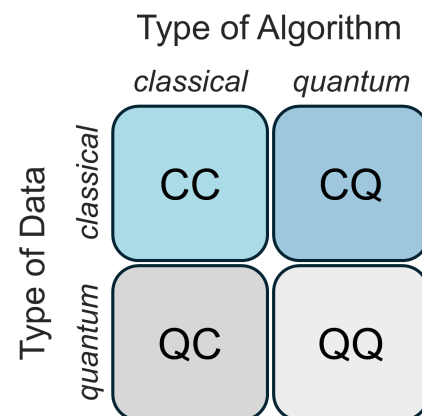 Type of Algorithm
classical quantum
Type of Data
classical
CC CQ
quantum
QC QQ